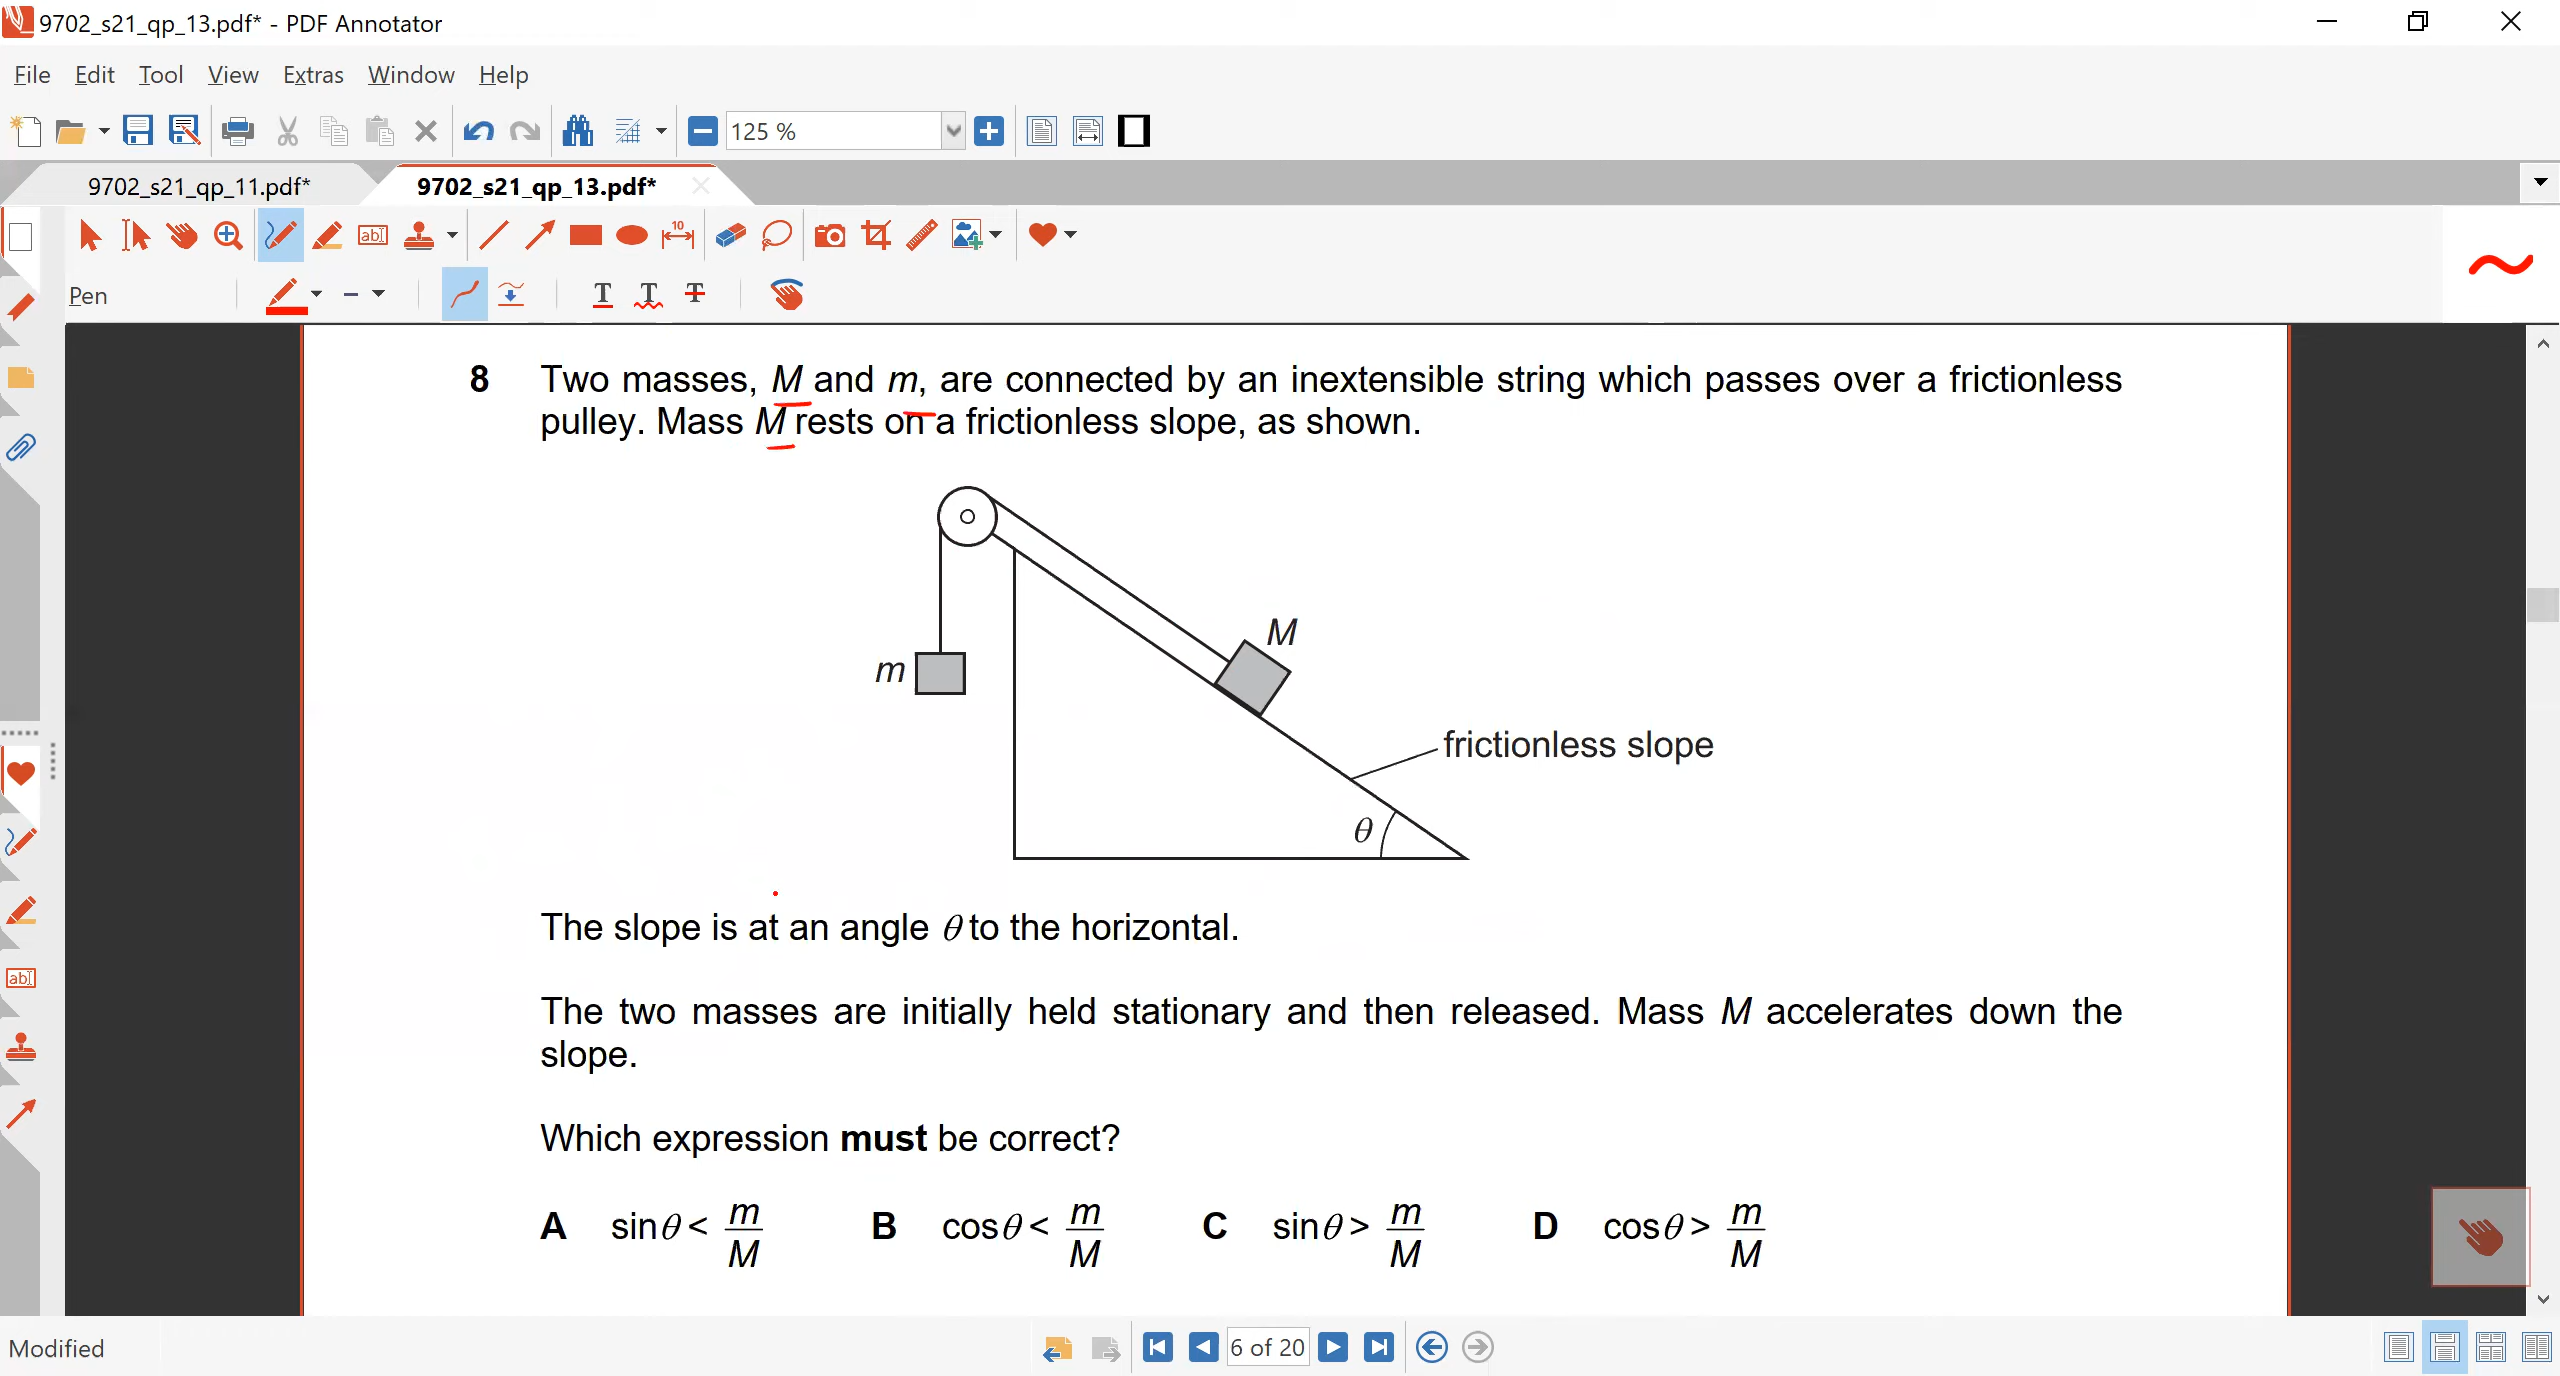 9702_s21_qp_13.pdf* - PDF Annotator
File Edit Tool View Extras Window Help
125 %
9702_s21_qp_11.pdf* 9702_s21_qp_13.pdf*
Pen
8 Two masses, M and m, are connected by an inextensible string which passes over a frictionless
pulley. Mass M rests on a frictionless slope, as shown.
M
m
frictionless slope
θ
The slope is at an angle θ to the horizontal.
The two masses are initially held stationary and then released. Mass M accelerates down the
slope.
Which expression must be correct?
A sinθ < m/M B cosθ < m/M C sinθ > m/M D cosθ > m/M
Modified 6 of 20